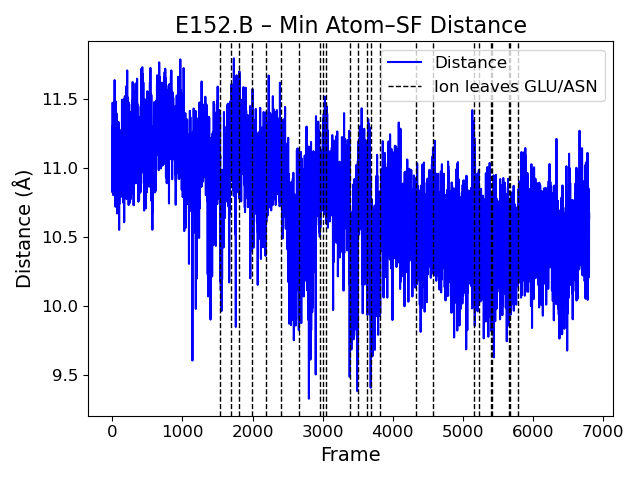 E152.B – Min Atom–SF Distance
Distance
Ion leaves GLU/ASN
Distance (Å)
11.5
11.0
10.5
10.0
9.5
0 1000 2000 3000 4000 5000 6000 7000
Frame